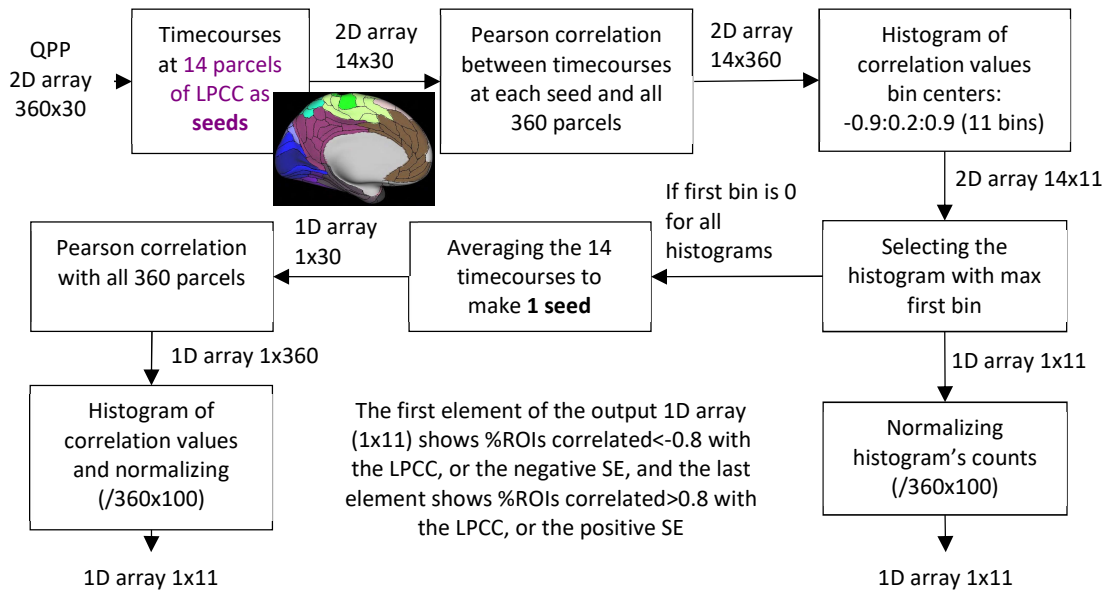 QPP
2D array
360x30
Timecourses
at 14 parcels
of LPCC as
seeds
2D array
14x30
Pearson correlation
between timecourses
at each seed and all
360 parcels
2D array
14x360
Histogram of
correlation values
bin centers:
-0.9:0.2:0.9 (11 bins)
2D array 14x11
Selecting the
histogram with max
first bin
If first bin is 0
for all
histograms
Averaging the 14
timecourses to
make 1 seed
1D array
1x30
Pearson correlation
with all 360 parcels
1D array 1x360
Histogram of
correlation values
and normalizing
(/360x100)
1D array 1x11
The first element of the output 1D array
(1x11) shows %ROIs correlated<-0.8 with
the LPCC, or the negative SE, and the last
element shows %ROIs correlated>0.8 with
the LPCC, or the positive SE
1D array 1x11
Normalizing
histogram's counts
(/360x100)
1D array 1x11